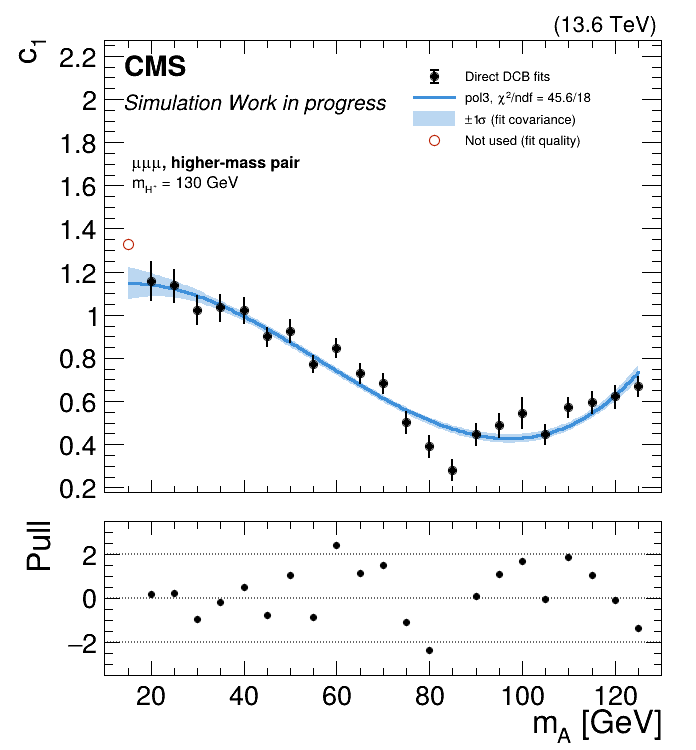 (13.6 TeV)
c1
CMS
Simulation Work in progress
Direct DCB fits
pol3, χ²/ndf = 45.6/18
±1σ (fit covariance)
Not used (fit quality)
μμμ, higher-mass pair
mH⁻ = 130 GeV
2.2
2
1.8
1.6
1.4
1.2
1
0.8
0.6
0.4
0.2
Pull
2
0
−2
20 40 60 80 100 120
mA [GeV]